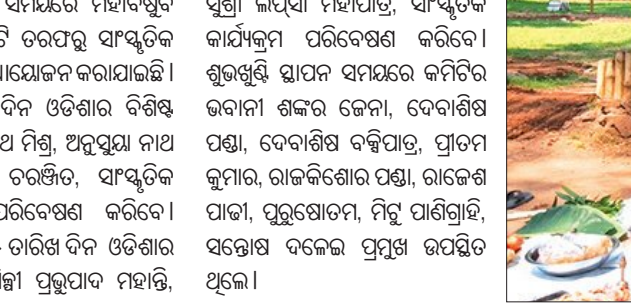 ସମୟରେ ମହାବିଷୁବ
ଟି ତରଫରୁ ସାଂସ୍କୃତିକ
ଆୟୋଜନ କରାଯାଇଛି ।
ଦିନ ଓଡିଶାର ବିଶିଷ୍ଟ
ମିଶ୍ର, ଅନୁସୁୟା ନାଥ
ଚରଞ୍ଚିତ, ସାଂସ୍କୃତିକ
ପରିବେଷଣ କରିବେ ।
ତାରିଖ ଦିନ ଓଡିଶାର
ପ୍ରଭୁପାଦ ମହାନ୍ତି,
ସୁଶ୍ରୀ ଲିପ୍‌ସା ମହାପାତ୍ର, ସାଂସ୍କୃତିକ
କାର୍ଯ୍ୟକ୍ରମ ପରିବେଷଣ କରିବେ ।
ଶୁଭଖୁଣ୍ଟି ସ୍ଥାପନ ସମୟରେ କମିଟିର
ଭବାନୀ ଶଙ୍କର ଜେନା, ଦେବାଶିଷ
ପଣ୍ଡା, ଦେବାଶିଷ ବକ୍ସିପାତ୍ର, ପ୍ରୀତମ
କୁମାର, ରାଜକିଶୋର ପଣ୍ଡା, ରାଜେଶ
ପାଢୀ, ପୁରୁଷୋତମ, ମିଟୁ ପାଣିଗ୍ରାହି,
ସନ୍ତୋଷ ଦଳେଇ ପ୍ରମୁଖ ଉପସ୍ଥିତ
ଥିଲେ ।